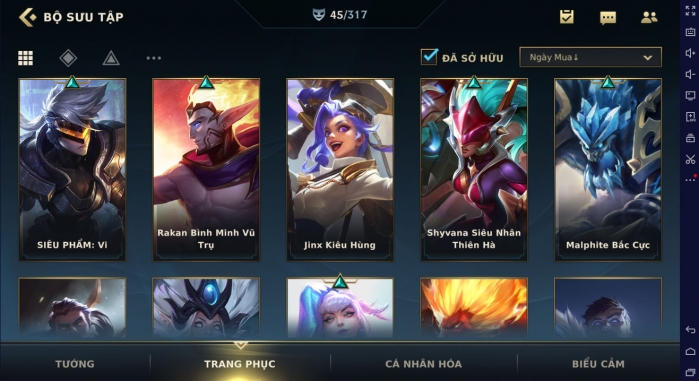 BỘ SƯU TẬP
45/317
ĐÃ SỞ HỮU
Ngày Mua↓
SIÊU PHẨM: Vi
Rakan Bình Minh Vũ
Trụ
Jinx Kiêu Hùng
Shyvana Siêu Nhân
Thiên Hà
Malphite Bắc Cực
TƯỚNG
TRANG PHỤC
CÁ NHÂN HÓA
BIỂU CẢM